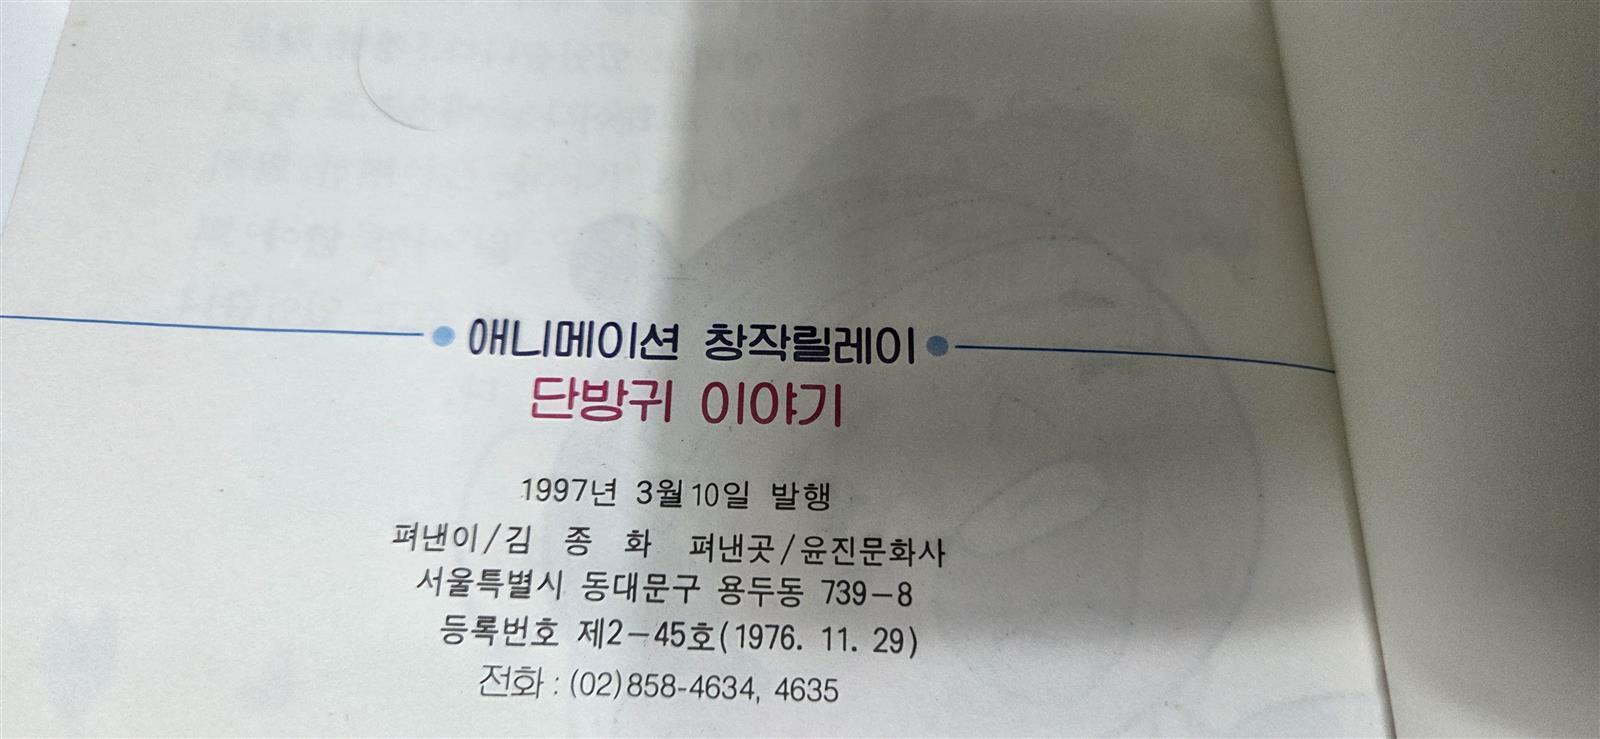 애니메이션 창작릴레이
단방귀 이야기
1997년 3월 10일 발행
펴낸이/김 종 화 펴낸곳/윤진문화사
서울특별시 동대문구 용두동 739-8
등록번호 제2-45호(1976. 11. 29)
전화 : (02)858-4634, 4635